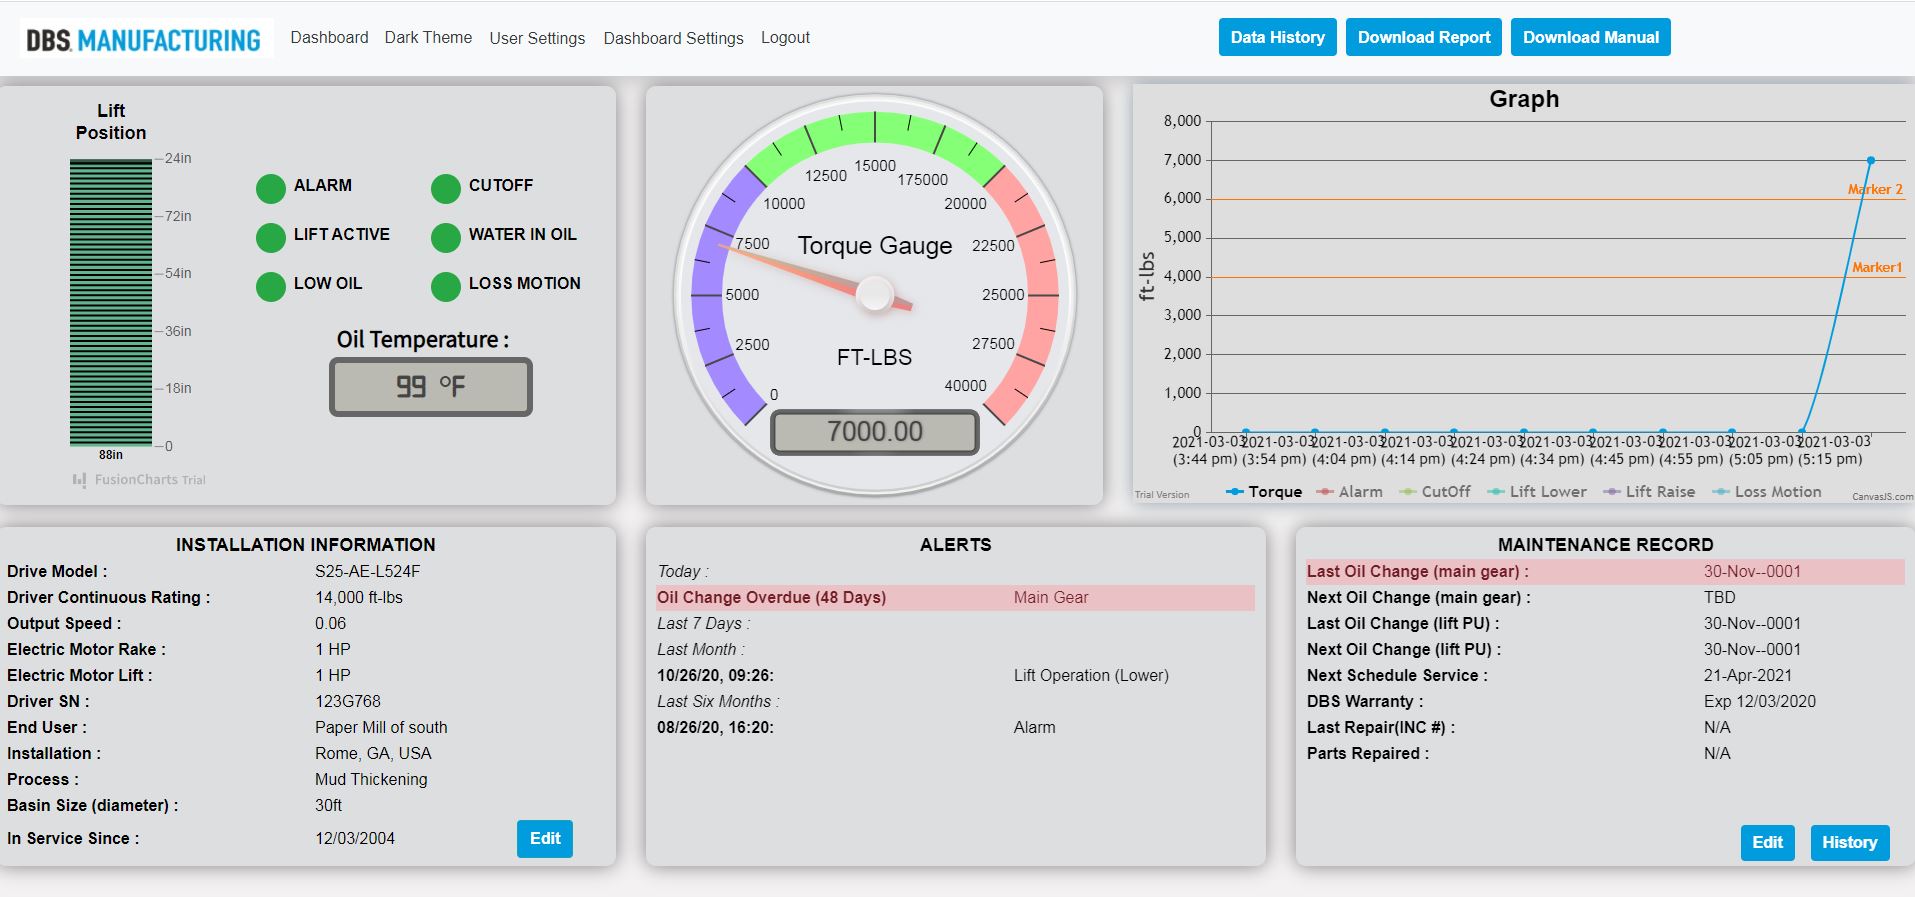 DBS MANUFACTURING Dashboard Dark Theme User Settings Dashboard Settings Logout Data History Download Report Download Manual
Lift
Position
24in
72in
54in
36in
18in
0
88in
FusionCharts Trial
ALARM CUTOFF
LIFT ACTIVE WATER IN OIL
LOW OIL LOSS MOTION
Oil Temperature :
99 °F
0
2500
5000
7500
10000
12500
15000
175000
20000
22500
25000
27500
40000
Torque Gauge
FT-LBS
7000.00
Graph
8,000
7,000
6,000
5,000
4,000
3,000
2,000
1,000
0
ft-lbs
Marker 2
Marker1
2021-03-03 2021-03-03 2021-03-03 2021-03-03 2021-03-03 2021-03-03 2021-03-03 2021-03-03 2021-03-03 2021-03-03
(3:44 pm) (3:54 pm) (4:04 pm) (4:14 pm) (4:24 pm) (4:34 pm) (4:45 pm) (4:55 pm) (5:05 pm) (5:15 pm)
Torque Alarm CutOff Lift Lower Lift Raise Loss Motion
Trial Version
CanvasJS.com
INSTALLATION INFORMATION
Drive Model : S25-AE-L524F
Driver Continuous Rating : 14,000 ft-lbs
Output Speed : 0.06
Electric Motor Rake : 1 HP
Electric Motor Lift : 1 HP
Driver SN : 123G768
End User : Paper Mill of south
Installation : Rome, GA, USA
Process : Mud Thickening
Basin Size (diameter) : 30ft
In Service Since : 12/03/2004
Edit
ALERTS
Today :
Oil Change Overdue (48 Days) Main Gear
Last 7 Days :
Last Month :
10/26/20, 09:26: Lift Operation (Lower)
Last Six Months :
08/26/20, 16:20: Alarm
MAINTENANCE RECORD
Last Oil Change (main gear) : 30-Nov--0001
Next Oil Change (main gear) : TBD
Last Oil Change (lift PU) : 30-Nov--0001
Next Oil Change (lift PU) : 30-Nov--0001
Next Schedule Service : 21-Apr-2021
DBS Warranty : Exp 12/03/2020
Last Repair(INC #) : N/A
Parts Repaired : N/A
Edit History